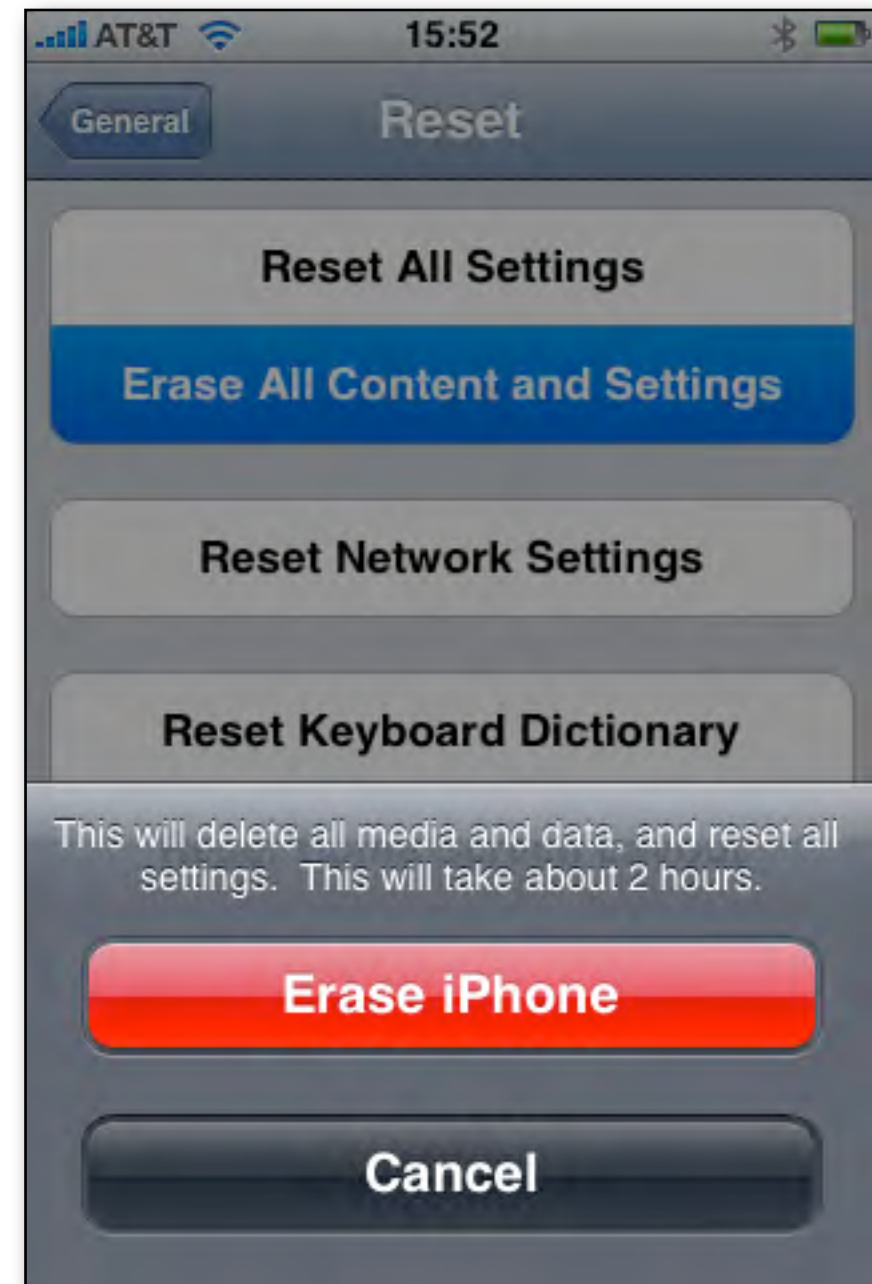 AT&T 15:52
General Reset
Reset All Settings
Erase All Content and Settings
Reset Network Settings
Reset Keyboard Dictionary
This will delete all media and data, and reset all
settings.  This will take about 2 hours.
Erase iPhone
Cancel